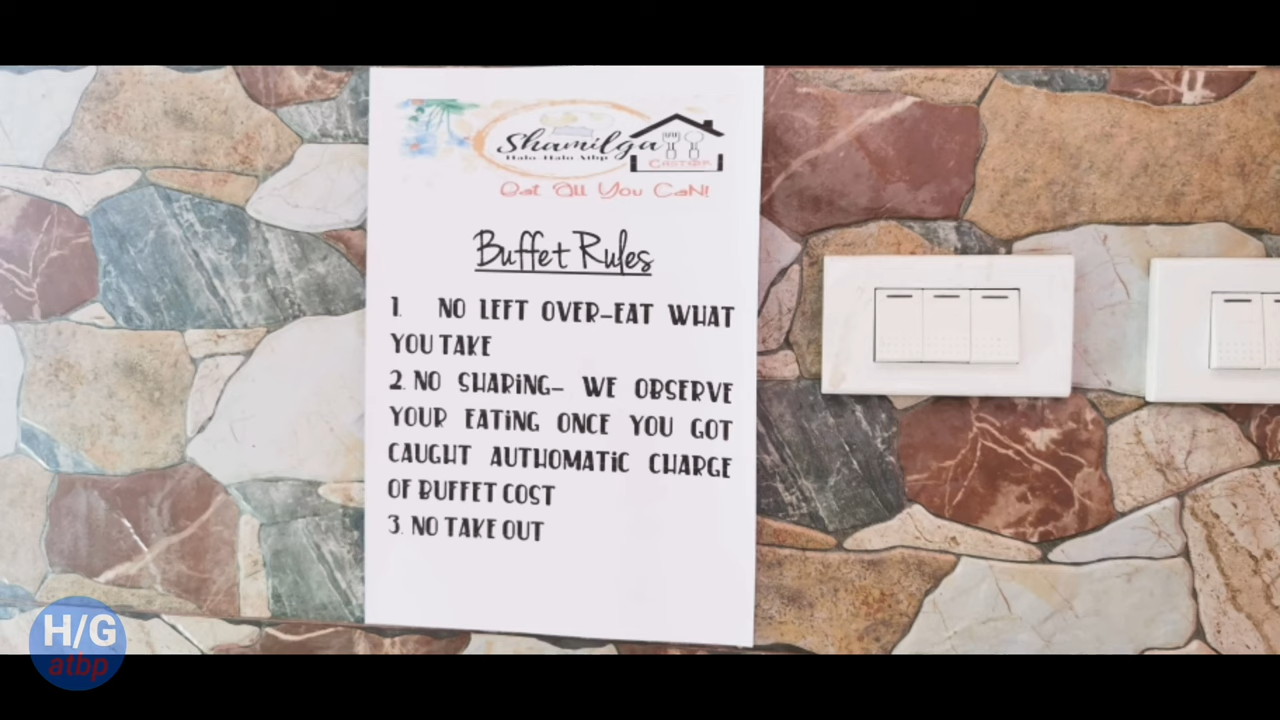 Shamilga
Halo Halo Atbp
Eat All You CaN!
Buffet Rules
1. NO LEFT OVER-EAT WHAT
YOU TAKE
2. NO SHARING- WE OBSERVE
YOUR EATING ONCE YOU GOT
CAUGHT AUTHOMATIC CHARGE
OF BUFFET COST
3. NO TAKE OUT
H/G
atbp